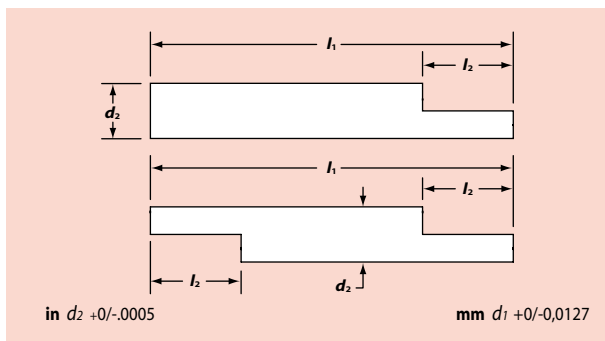 l₁
l₂
d₂
l₁
l₂
l₂
d₂
in d₂ +0/-.0005
mm d₁ +0/-0,0127